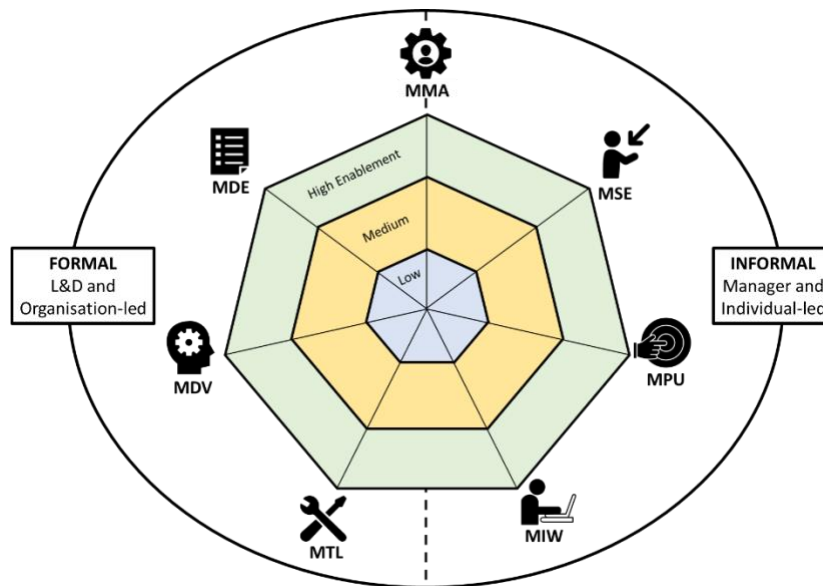 MMA
MDE
MSE
High Enablement
Medium
Low
FORMAL
L&D and
Organisation-led
INFORMAL
Manager and
Individual-led
MDV
MPU
MTL
MIW